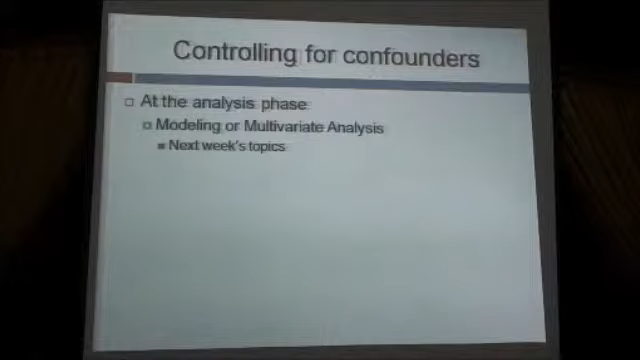 Controlling for confounders
At the analysis phase
Modeling or Multivariate Analysis
Next week's topics